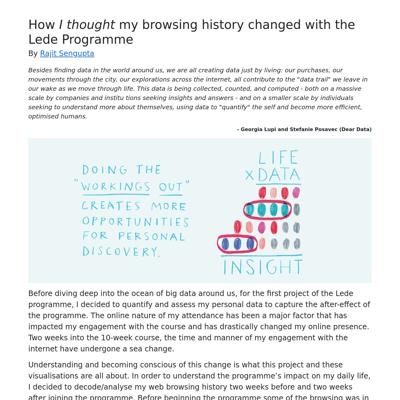 How I thought my browsing history changed with the
Lede Programme
By Rajit Sengupta
Besides finding data in the world around us, we are all creating data just by living: our purchases, our
movements through the city, our explorations across the internet, all contribute to the "data trail" we leave in
our wake as we move through life. This data is being collected, counted, and computed - both on a massive
scale by companies and institu tions seeking insights and answers - and on a smaller scale by individuals
seeking to understand more about themselves, using data to "quantify" the self and become more efficient,
optimised humans.
- Georgia Lupi and Stefanie Posavec (Dear Data)
DOING THE
"WORKINGS OUT"
CREATES MORE
OPPORTUNITIES
FOR PERSONAL
DISCOVERY.
LIFE
x DATA
INSIGHT
Before diving deep into the ocean of big data around us, for the first project of the Lede
programme, I decided to quantify and assess my personal data to capture the after-effect of
the programme. The online nature of my attendance has been a major factor that has
impacted my engagement with the course and has drastically changed my online presence.
Two weeks into the 10-week course, the time and manner of my engagement with the
internet have undergone a sea change.
Understanding and becoming conscious of this change is what this project and these
visualisations are all about. In order to understand the programme's impact on my daily life,
I decided to decode/analyse my web browsing history two weeks before and two weeks
after joining the programme. Before beginning the programme some of the browsing was in